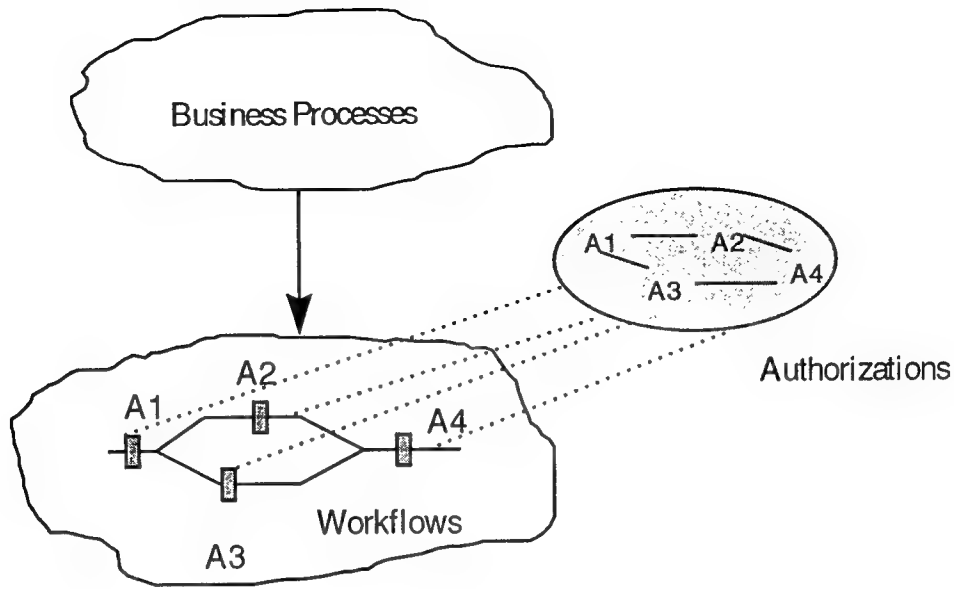 Business Processes
A1
A2
A4
A3
Authorizations
A2
A1
A4
Workflows
A3